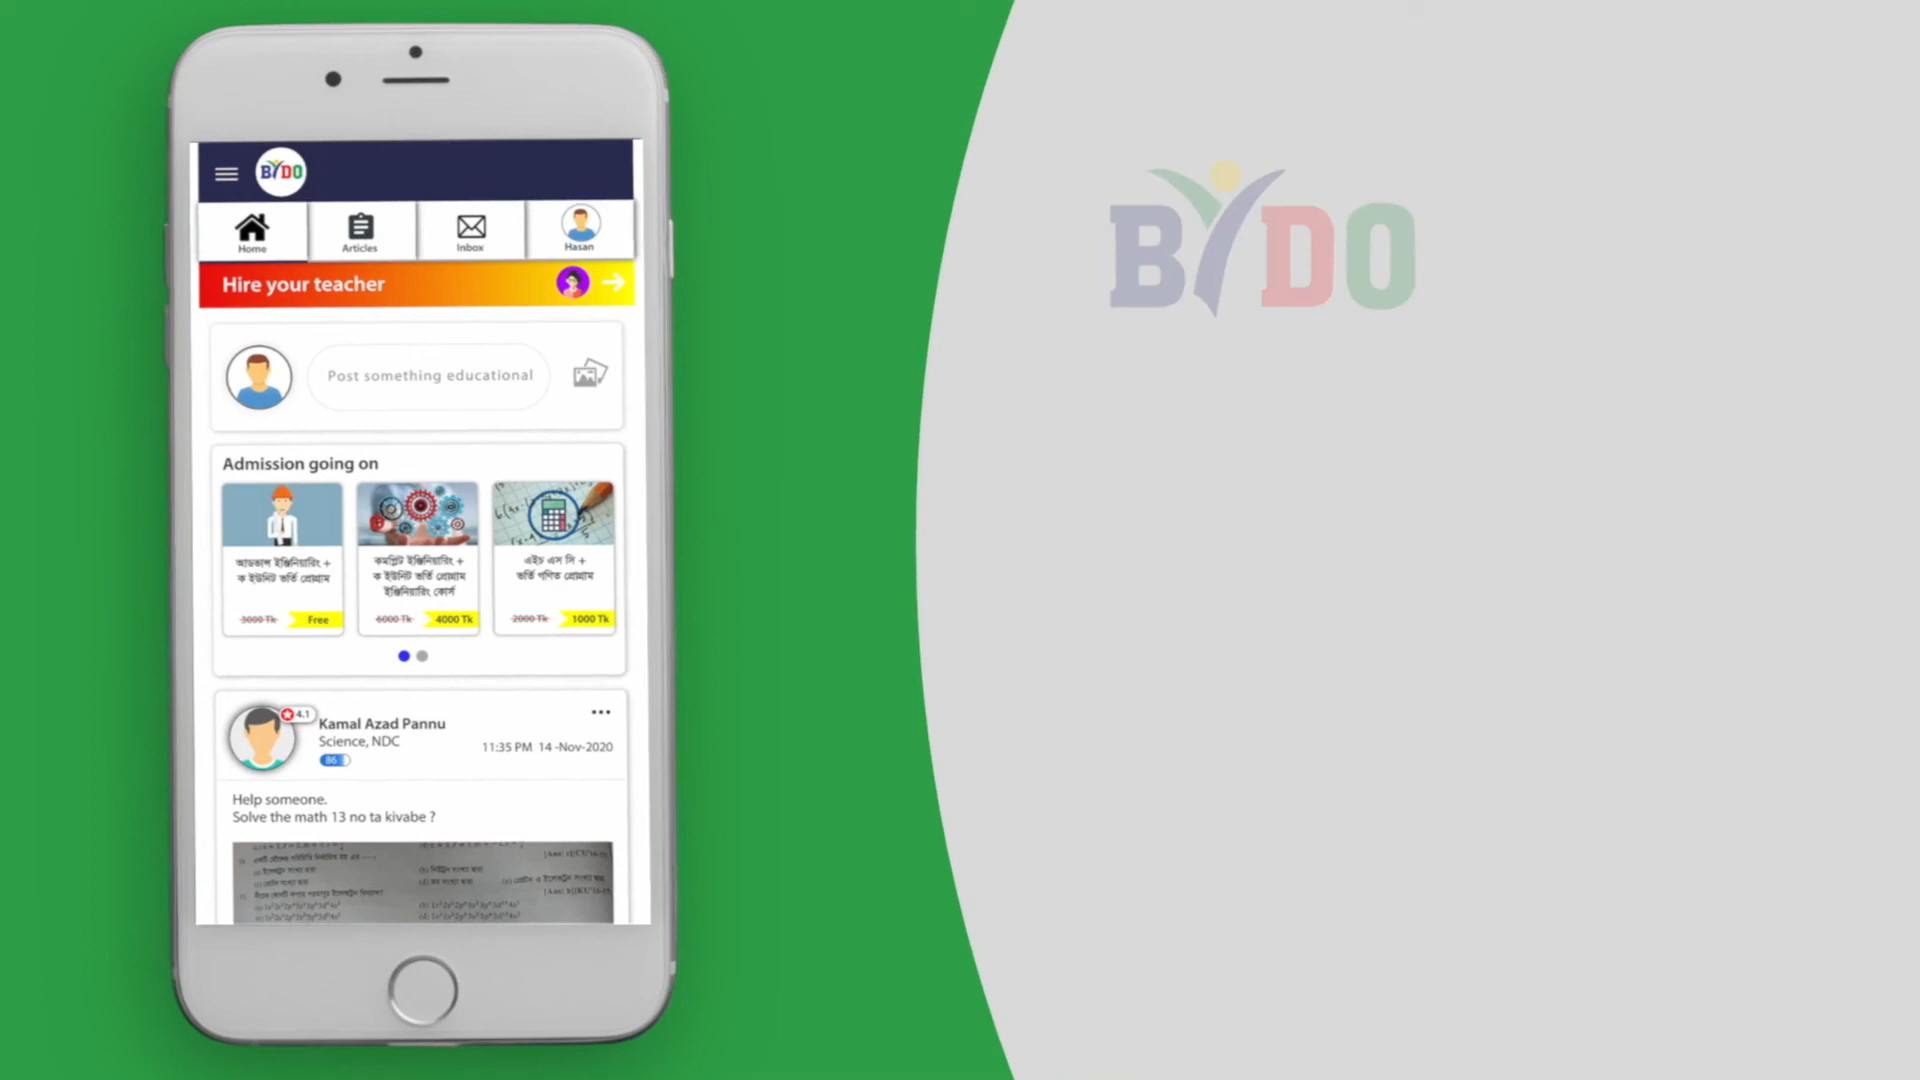 BYDO
BYDO
Home
Articles
Inbox
Hasan
Hire your teacher
Post something educational
Admission going on
আডভান্স ইঞ্জিনিয়ারিং +
ক ইউনিট ভর্তি প্রোগ্রাম
3000 Tk
Free
কমপ্লিট ইঞ্জিনিয়ারিং +
ক ইউনিট ভর্তি প্রোগ্রাম
ইঞ্জিনিয়ারিং কোর্স
6000 Tk
4000 Tk
এইচ এস সি +
ভর্তি গণিত প্রোগ্রাম
2000 Tk
1000 Tk
4.1
Kamal Azad Pannu
Science, NDC
86
11:35 PM 14 -Nov-2020
Help someone.
Solve the math 13 no ta kivabe ?